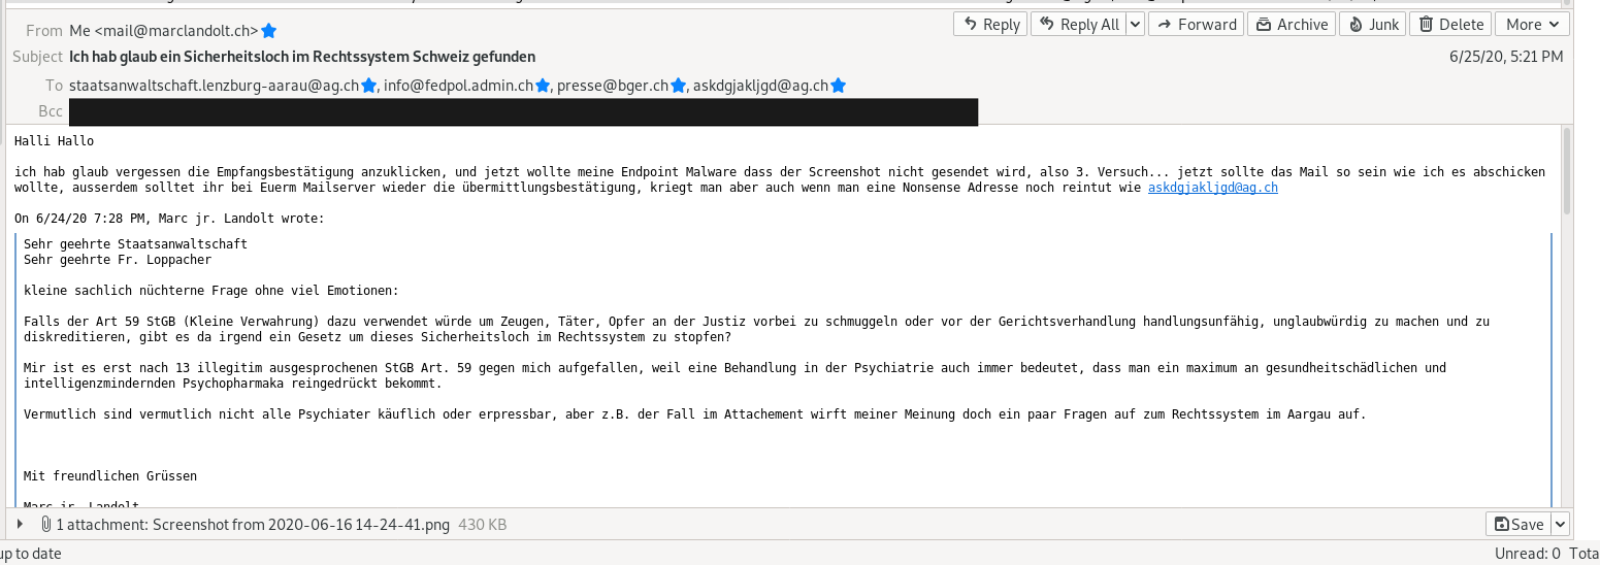 From Me <mail@marclandolt.ch>
Reply Reply All Forward Archive Junk Delete More
Subject Ich hab glaub ein Sicherheitsloch im Rechtssystem Schweiz gefunden
6/25/20, 5:21 PM
To staatsanwaltschaft.lenzburg-aarau@ag.ch, info@fedpol.admin.ch, presse@bger.ch, askdgjakljgd@ag.ch
Bcc
Halli Hallo
ich hab glaub vergessen die Empfangsbestätigung anzuklicken, und jetzt wollte meine Endpoint Malware dass der Screenshot nicht gesendet wird, also 3. Versuch... jetzt sollte das Mail so sein wie ich es abschicken
wollte, ausserdem solltet ihr bei Euerm Mailserver wieder die übermittlungsbestätigung, kriegt man aber auch wenn man eine Nonsense Adresse noch reintut wie askdgjakljgd@ag.ch
On 6/24/20 7:28 PM, Marc jr. Landolt wrote:
Sehr geehrte Staatsanwaltschaft
Sehr geehrte Fr. Loppacher
kleine sachlich nüchterne Frage ohne viel Emotionen:
Falls der Art 59 StGB (Kleine Verwahrung) dazu verwendet würde um Zeugen, Täter, Opfer an der Justiz vorbei zu schmuggeln oder vor der Gerichtsverhandlung handlungsunfähig, unglaubwürdig zu machen und zu
diskreditieren, gibt es da irgend ein Gesetz um dieses Sicherheitsloch im Rechtssystem zu stopfen?
Mir ist es erst nach 13 illegitim ausgesprochenen StGB Art. 59 gegen mich aufgefallen, weil eine Behandlung in der Psychiatrie auch immer bedeutet, dass man ein maximum an gesundheitschädlichen und
intelligenzmindernden Psychopharmaka reingedrückt bekommt.
Vermutlich sind vermutlich nicht alle Psychiater käuflich oder erpressbar, aber z.B. der Fall im Attachement wirft meiner Meinung doch ein paar Fragen auf zum Rechtssystem im Aargau auf.
Mit freundlichen Grüssen
Marc jr. Landolt
1 attachment: Screenshot from 2020-06-16 14-24-41.png 430 KB
Save
up to date
Unread: 0 Tota